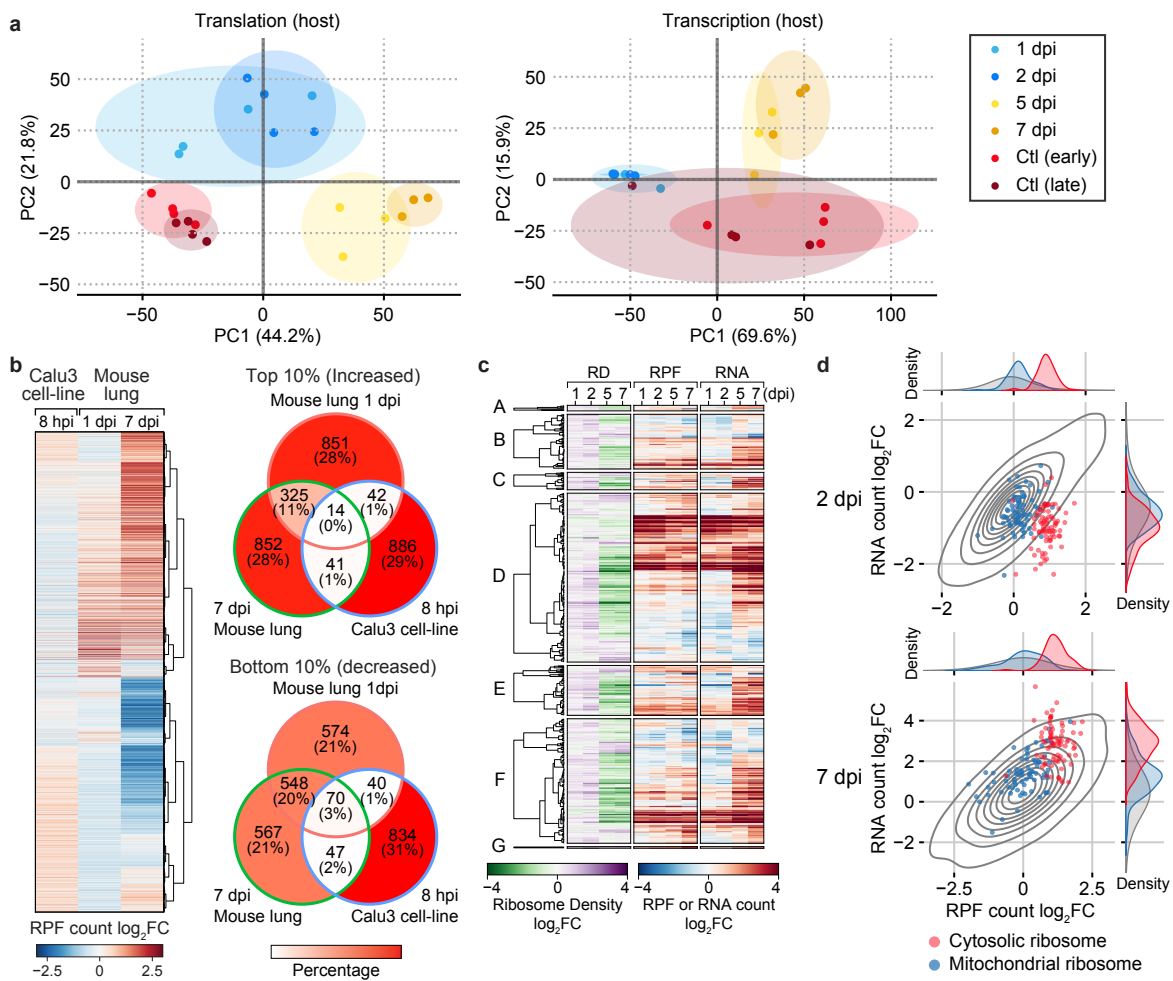 a
Translation (host)
Transcription (host)
PC2 (21.8%)
50
25
0
−25
−50
−50
0
50
PC1 (44.2%)
PC2 (15.9%)
50
25
0
−25
−50
−50
0
50
100
PC1 (69.6%)
1 dpi
2 dpi
5 dpi
7 dpi
Ctl (early)
Ctl (late)
b
Calu3
cell-line
Mouse
lung
8 hpi
1 dpi
7 dpi
RPF count log2FC
−2.5
0
2.5
Top 10% (Increased)
Mouse lung 1 dpi
851
(28%)
325
(11%)
42
(1%)
14
(0%)
852
(28%)
886
(29%)
41
(1%)
7 dpi
Mouse lung
8 hpi
Calu3 cell-line
Bottom 10% (decreased)
Mouse lung 1dpi
574
(21%)
548
(20%)
40
(1%)
70
(3%)
567
(21%)
834
(31%)
47
(2%)
7 dpi
Mouse lung
8 hpi
Calu3 cell-line
Percentage
c
RD
RPF
RNA
1 2 5 7
1 2 5 7
1 2 5 7
(dpi)
A
B
C
D
E
F
G
−4
0
4
Ribosome Density
log2FC
−4
0
4
RPF or RNA count
log2FC
d
Density
2 dpi
RNA count log2FC
2
0
−2
−2
0
2
Density
Density
7 dpi
RNA count log2FC
4
2
0
−2
−2.5
0
2.5
Density
RPF count log2FC
Cytosolic ribosome
Mitochondrial ribosome